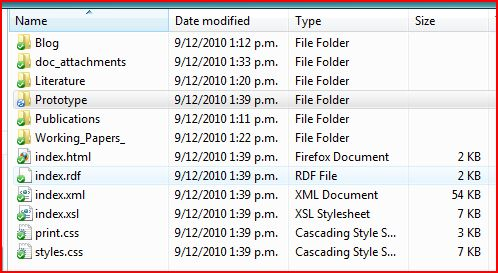 Name Date modified Type Size
Blog 9/12/2010 1:12 p.m. File Folder
doc_attachments 9/12/2010 1:33 p.m. File Folder
Literature 9/12/2010 1:20 p.m. File Folder
Prototype 9/12/2010 1:39 p.m. File Folder
Publications 9/12/2010 1:11 p.m. File Folder
Working_Papers_ 9/12/2010 1:22 p.m. File Folder
index.html 9/12/2010 1:39 p.m. Firefox Document 2 KB
index.rdf 9/12/2010 1:39 p.m. RDF File 2 KB
index.xml 9/12/2010 1:39 p.m. XML Document 54 KB
index.xsl 9/12/2010 1:39 p.m. XSL Stylesheet 7 KB
print.css 9/12/2010 1:39 p.m. Cascading Style S... 3 KB
styles.css 9/12/2010 1:39 p.m. Cascading Style S... 7 KB